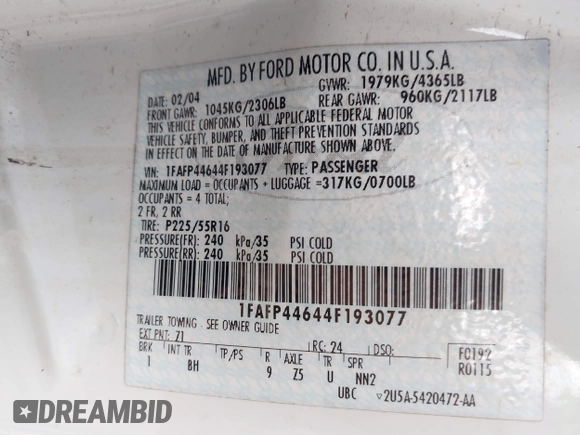 MFD. BY FORD MOTOR CO. IN U.S.A.
DATE: 02/04 GVWR: 1979KG/4365LB
FRONT GAWR: 1045KG/2306LB REAR GAWR: 960KG/2117LB
THIS VEHICLE CONFORMS TO ALL APPLICABLE FEDERAL MOTOR
VEHICLE SAFETY, BUMPER, AND THEFT PREVENTION STANDARDS
IN EFFECT ON THE DATE OF MANUFACTURE SHOWN ABOVE.
VIN: 1FAFP44644F193077 TYPE: PASSENGER
MAXIMUM LOAD = OCCUPANTS + LUGGAGE =317KG/0700LB
OCCUPANTS = 4 TOTAL;
2 FR, 2 RR
TIRE: P225/55R16
PRESSURE(FR): 240 kPa/35 PSI COLD
PRESSURE(RR): 240 kPa/35 PSI COLD
1FAFP44644F193077
TRAILER TOWING - SEE OWNER GUIDE
EXT PNT: Z1 RC: 24 DSO: FC192
BRK INT TR TP/PS R AXLE TR SPR R0115
1 8H 9 Z5 U NN2
UBC ▽2U5A-5420472-AA
DREAMBID